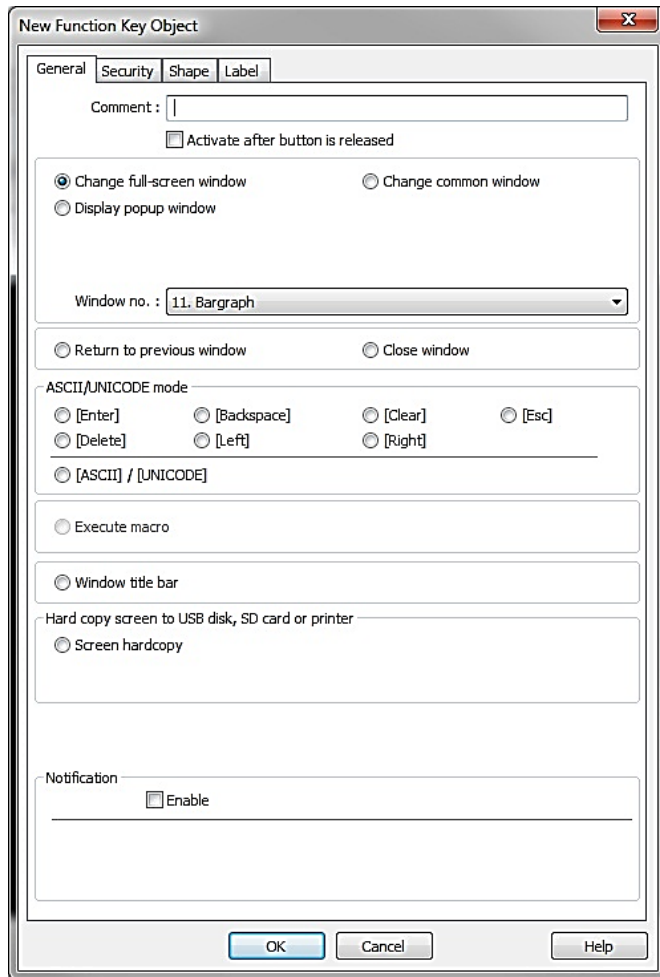 New Function Key Object
General Security Shape Label
Comment :
Activate after button is released
Change full-screen window Change common window
Display popup window
Window no. : 11. Bargraph
Return to previous window Close window
ASCII/UNICODE mode
[Enter] [Backspace] [Clear] [Esc]
[Delete] [Left] [Right]
[ASCII] / [UNICODE]
Execute macro
Window title bar
Hard copy screen to USB disk, SD card or printer
Screen hardcopy
Notification
Enable
OK Cancel Help